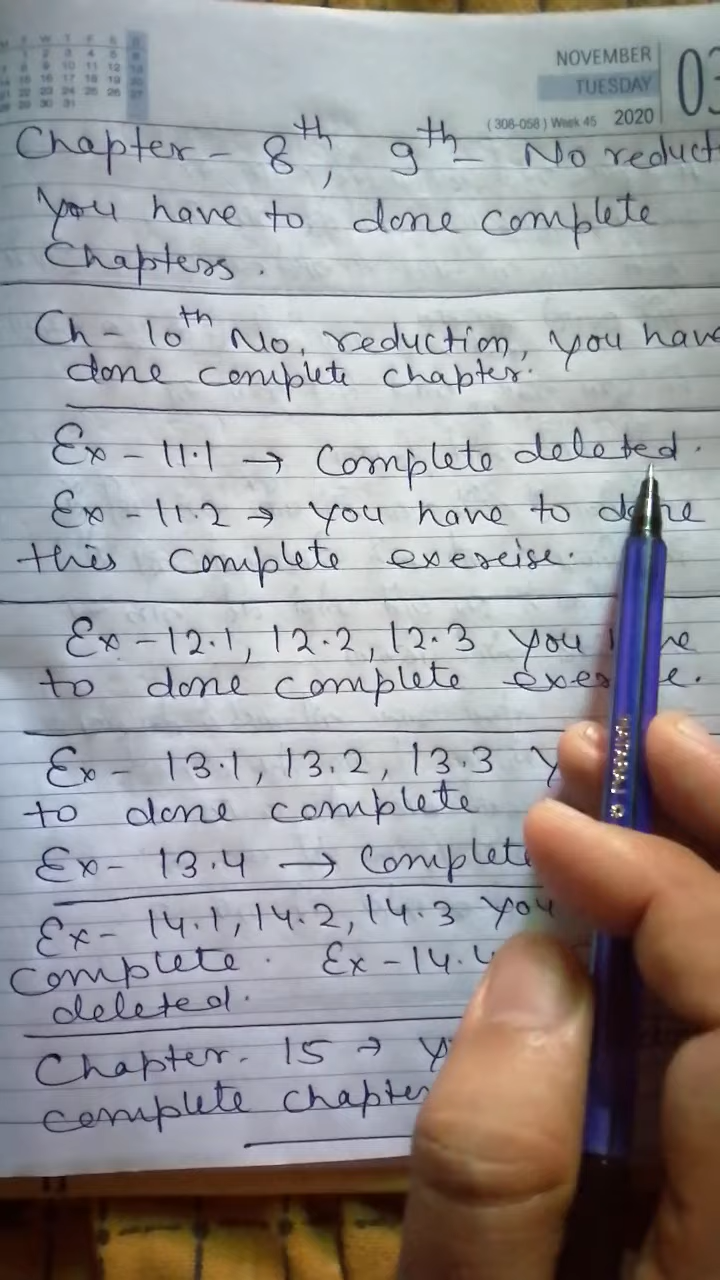 NOVEMBER
TUESDAY
(308-058) Week 45 2020
03
Chapter - 8th, 9th - No reduct
You have to done complete
Chapters.
Ch - 10th No, reduction, you have
done complete chapter.
Ex - 11.1 → Complete deleted.
Ex - 11.2 → you have to done
this complete exercise.
Ex - 12.1, 12.2, 12.3 you
to done complete
Ex - 13.1, 13.2, 13.3 Y
to done complete
Ex - 13.4 → Complete
Ex - 14.1, 14.2, 14.3 you
complete. Ex - 14.4
deleted.
Chapter - 15 → Y
complete chapter